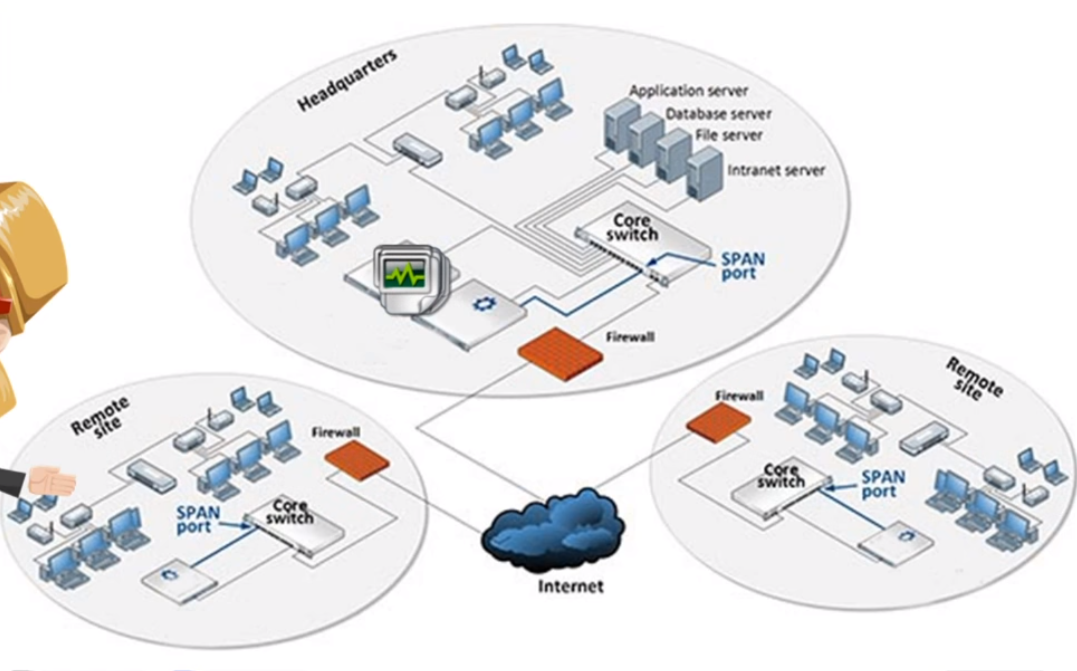 Headquarters
Application server
Database server
File server
Intranet server
Core
switch
SPAN
port
Firewall
Remote
site
Firewall
SPAN
port
Core
switch
Internet
Remote
site
Firewall
Core
switch
SPAN
port